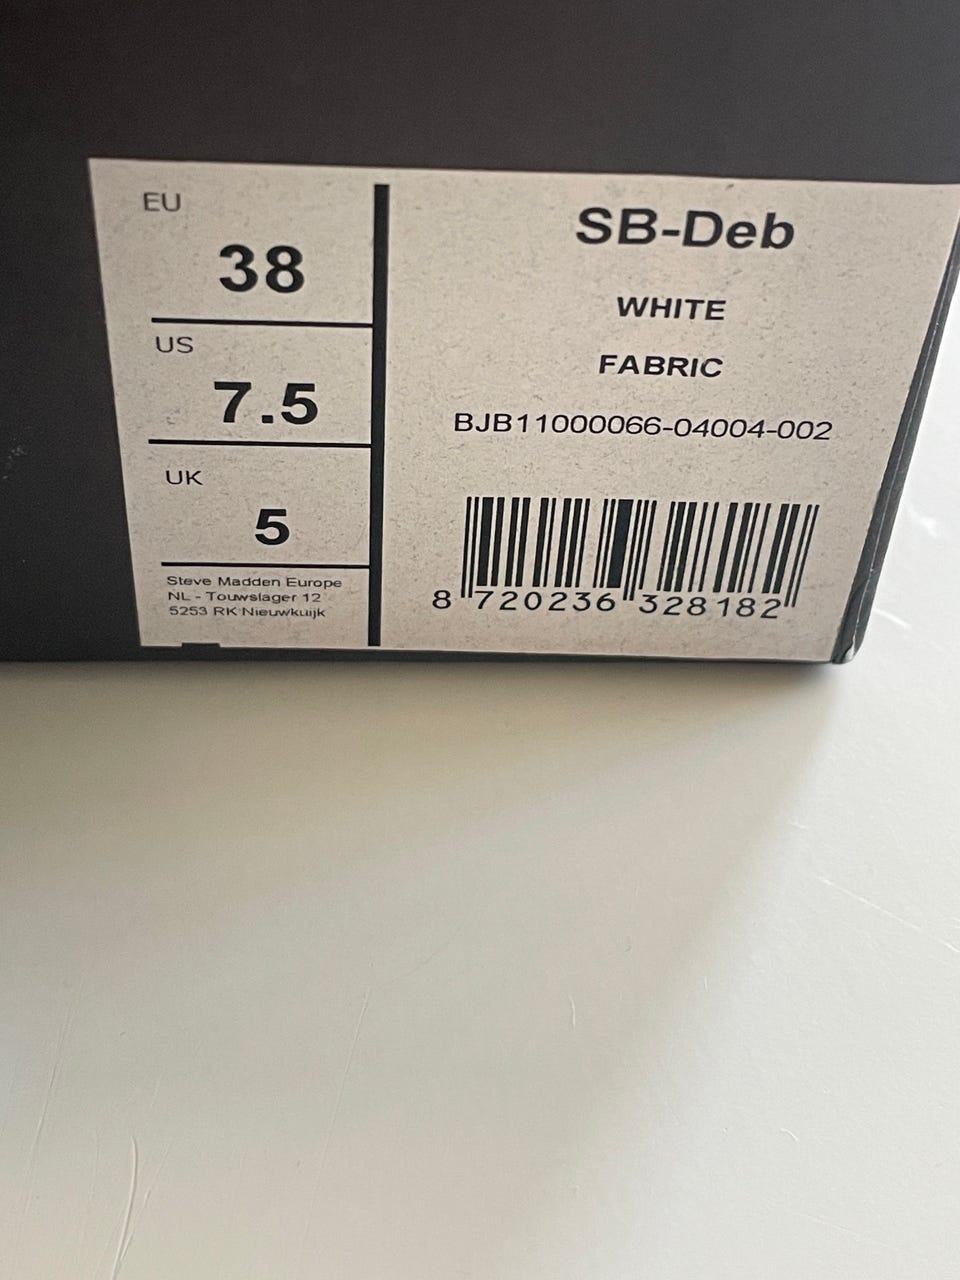 EU
38
US
7.5
UK
5
Steve Madden Europe
NL - Touwslager 12
5253 RK Nieuwkuijk
SB-Deb
WHITE
FABRIC
BJB11000066-04004-002
8 720236 328182